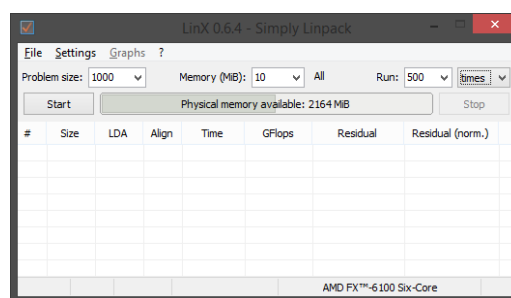 LinX 0.6.4 - Simply Linpack
File Settings Graphs ?
Problem size: 1000 Memory (MiB): 10 All Run: 500 times
Start Physical memory available: 2164 MiB Stop
# Size LDA Align Time GFlops Residual Residual (norm.)
AMD FX™-6100 Six-Core